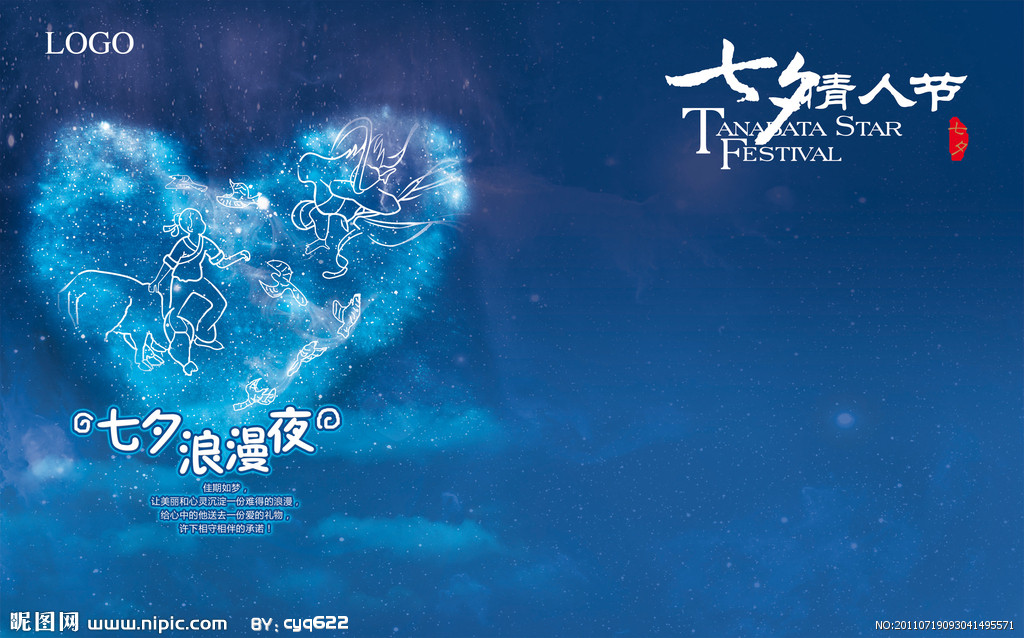 LOGO
七夕情人节
TANABATA STAR
FESTIVAL
七夕
七夕浪漫夜
佳期如梦，
让美丽和心灵沉淀一份难得的浪漫，
给心中的他送去一份爱的礼物，
许下相守相伴的承诺！
昵图网 www.nipic.com BY: cyq622
NO:20110719093041495571